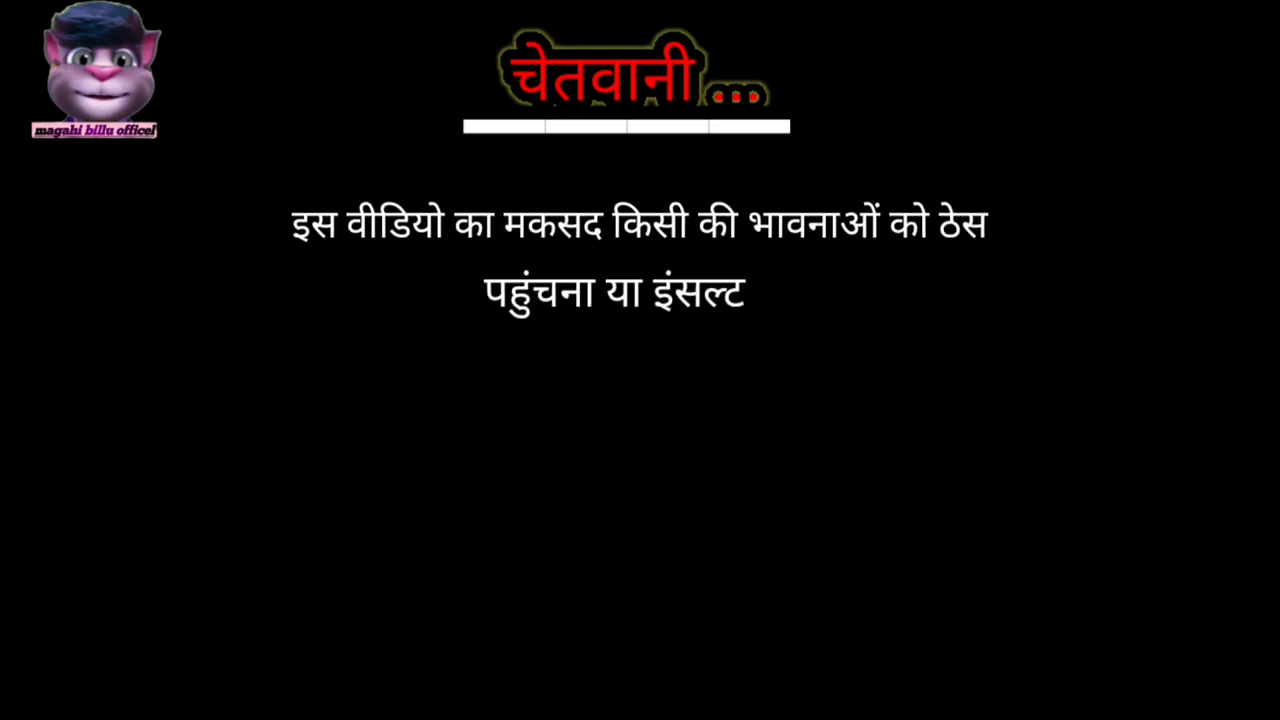 magahi billu officel
चेतवानी...
इस वीडियो का मकसद किसी की भावनाओं को ठेस
पहुंचना या इंसल्ट